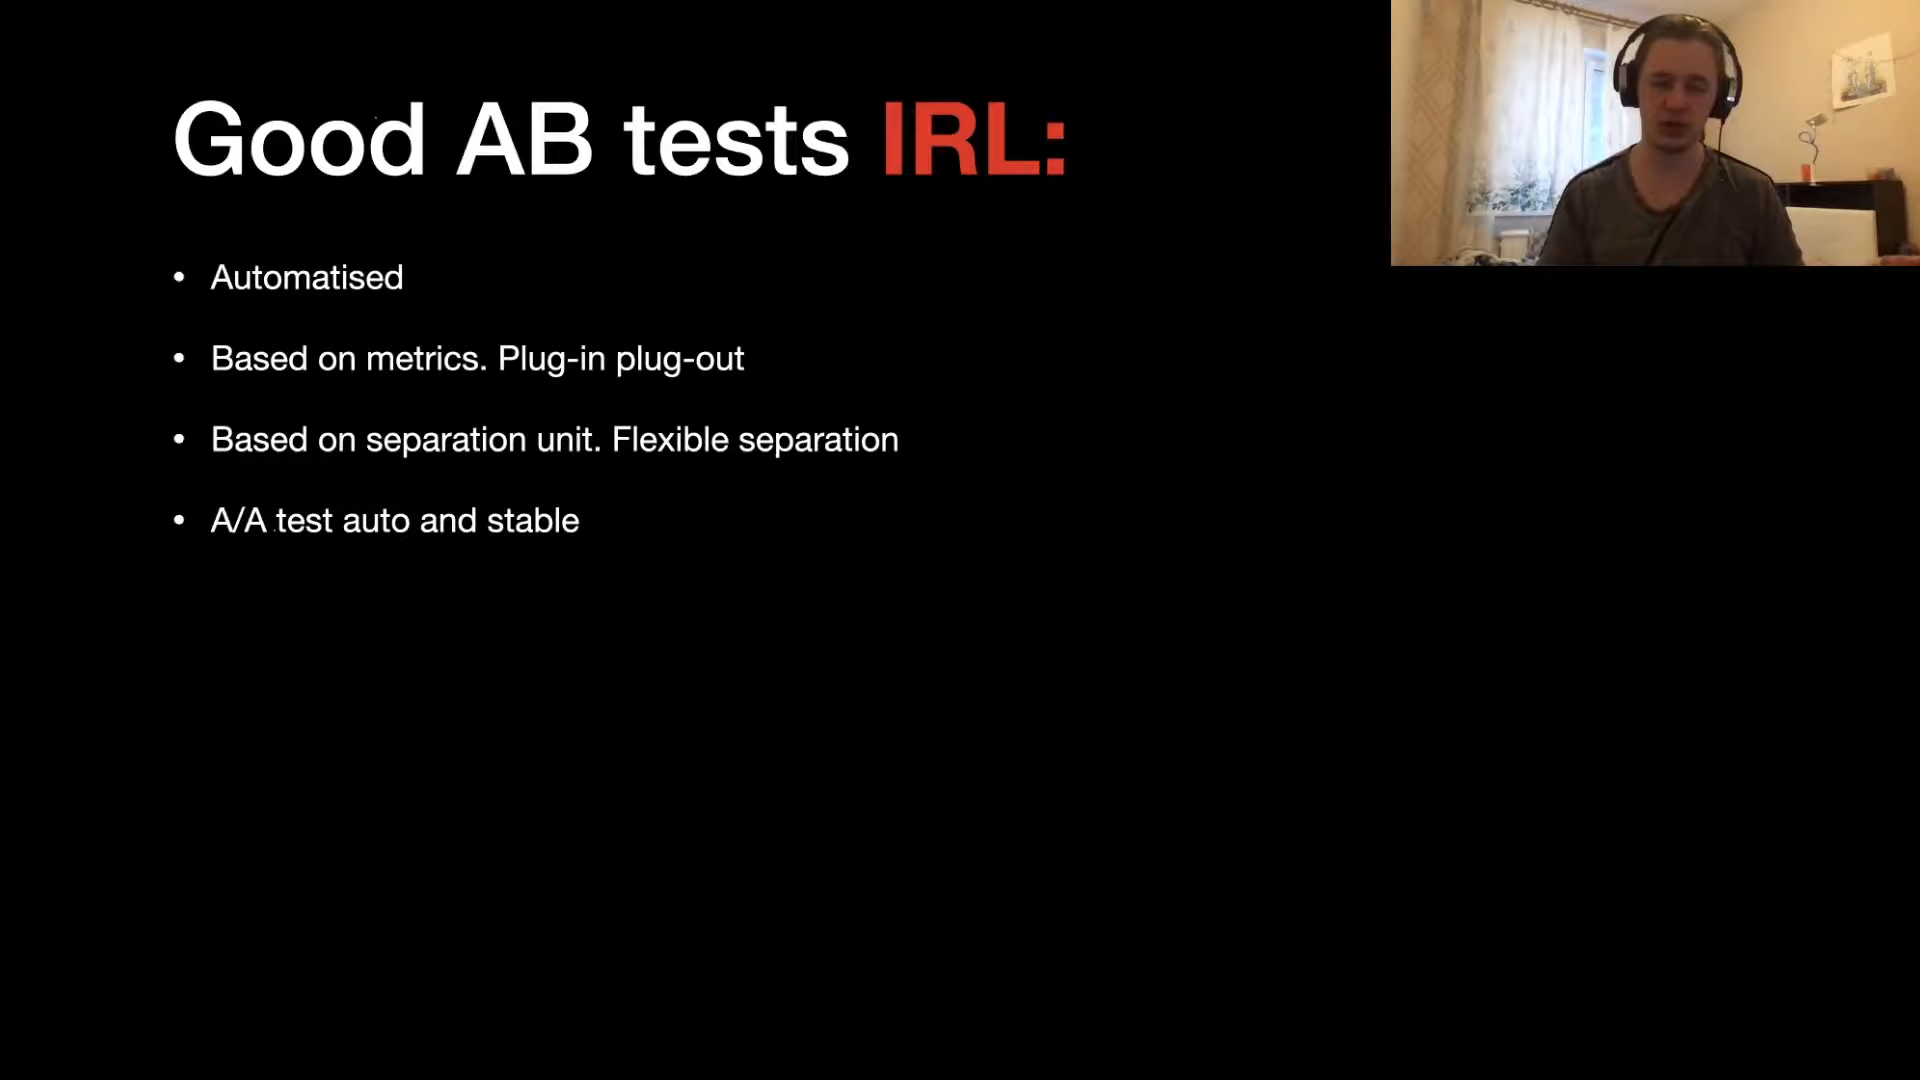 Good AB tests IRL:
• Automatised
• Based on metrics. Plug-in plug-out
• Based on separation unit. Flexible separation
• A/A test auto and stable